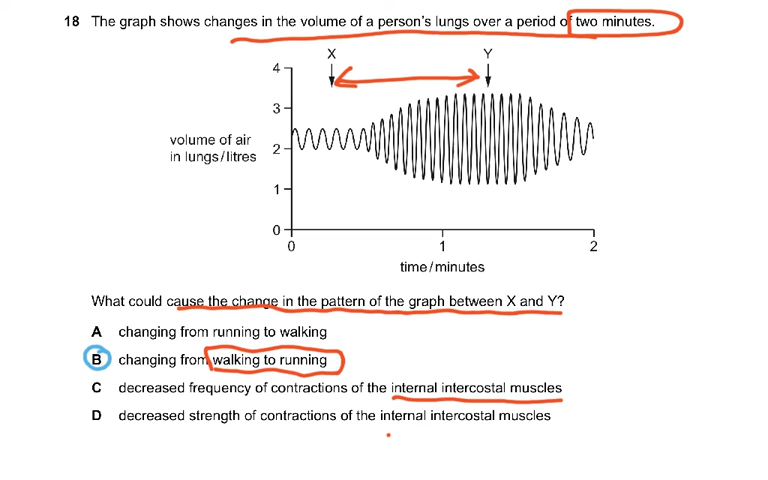 18 The graph shows changes in the volume of a person's lungs over a period of two minutes.
X Y
4
3
volume of air
in lungs/litres
2
1
0
0 1 2
time/minutes
What could cause the change in the pattern of the graph between X and Y?
A changing from running to walking
B changing from walking to running
C decreased frequency of contractions of the internal intercostal muscles
D decreased strength of contractions of the internal intercostal muscles